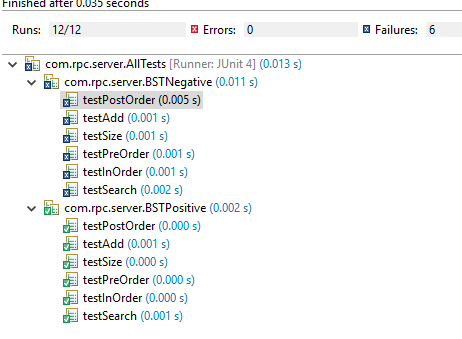 Finished after 0.035 seconds
Runs: 12/12 Errors: 0 Failures: 6
com.rpc.server.AllTests [Runner: JUnit 4] (0.013 s)
com.rpc.server.BSTNegative (0.011 s)
testPostOrder (0.005 s)
testAdd (0.001 s)
testSize (0.001 s)
testPreOrder (0.001 s)
testInOrder (0.001 s)
testSearch (0.002 s)
com.rpc.server.BSTPositive (0.002 s)
testPostOrder (0.000 s)
testAdd (0.001 s)
testSize (0.000 s)
testPreOrder (0.000 s)
testInOrder (0.000 s)
testSearch (0.001 s)